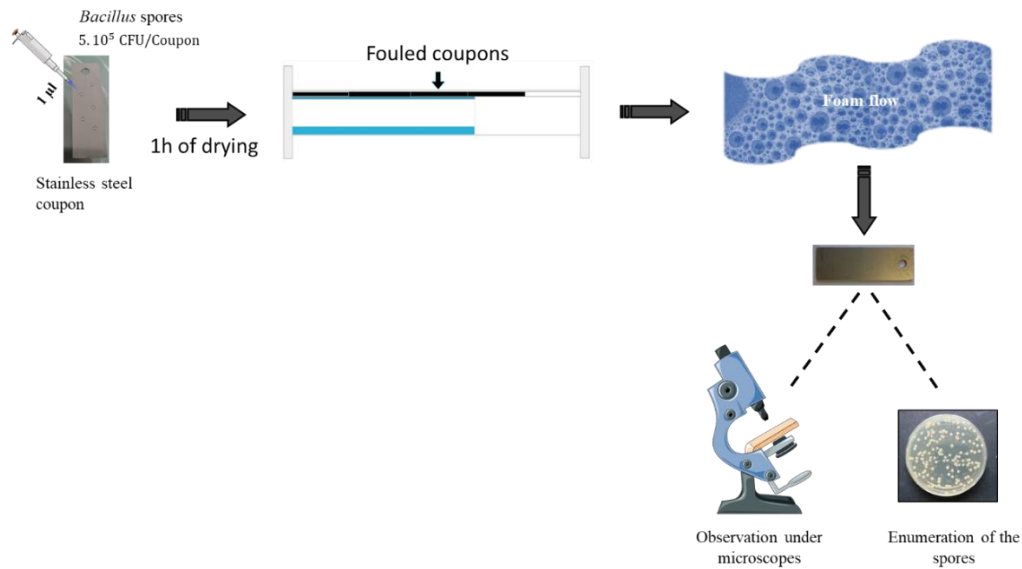 Bacillus spores
5.10⁵ CFU/Coupon
1 µl
Stainless steel
coupon
1h of drying
Fouled coupons
Foam flow
Observation under
microscopes
Enumeration of the
spores